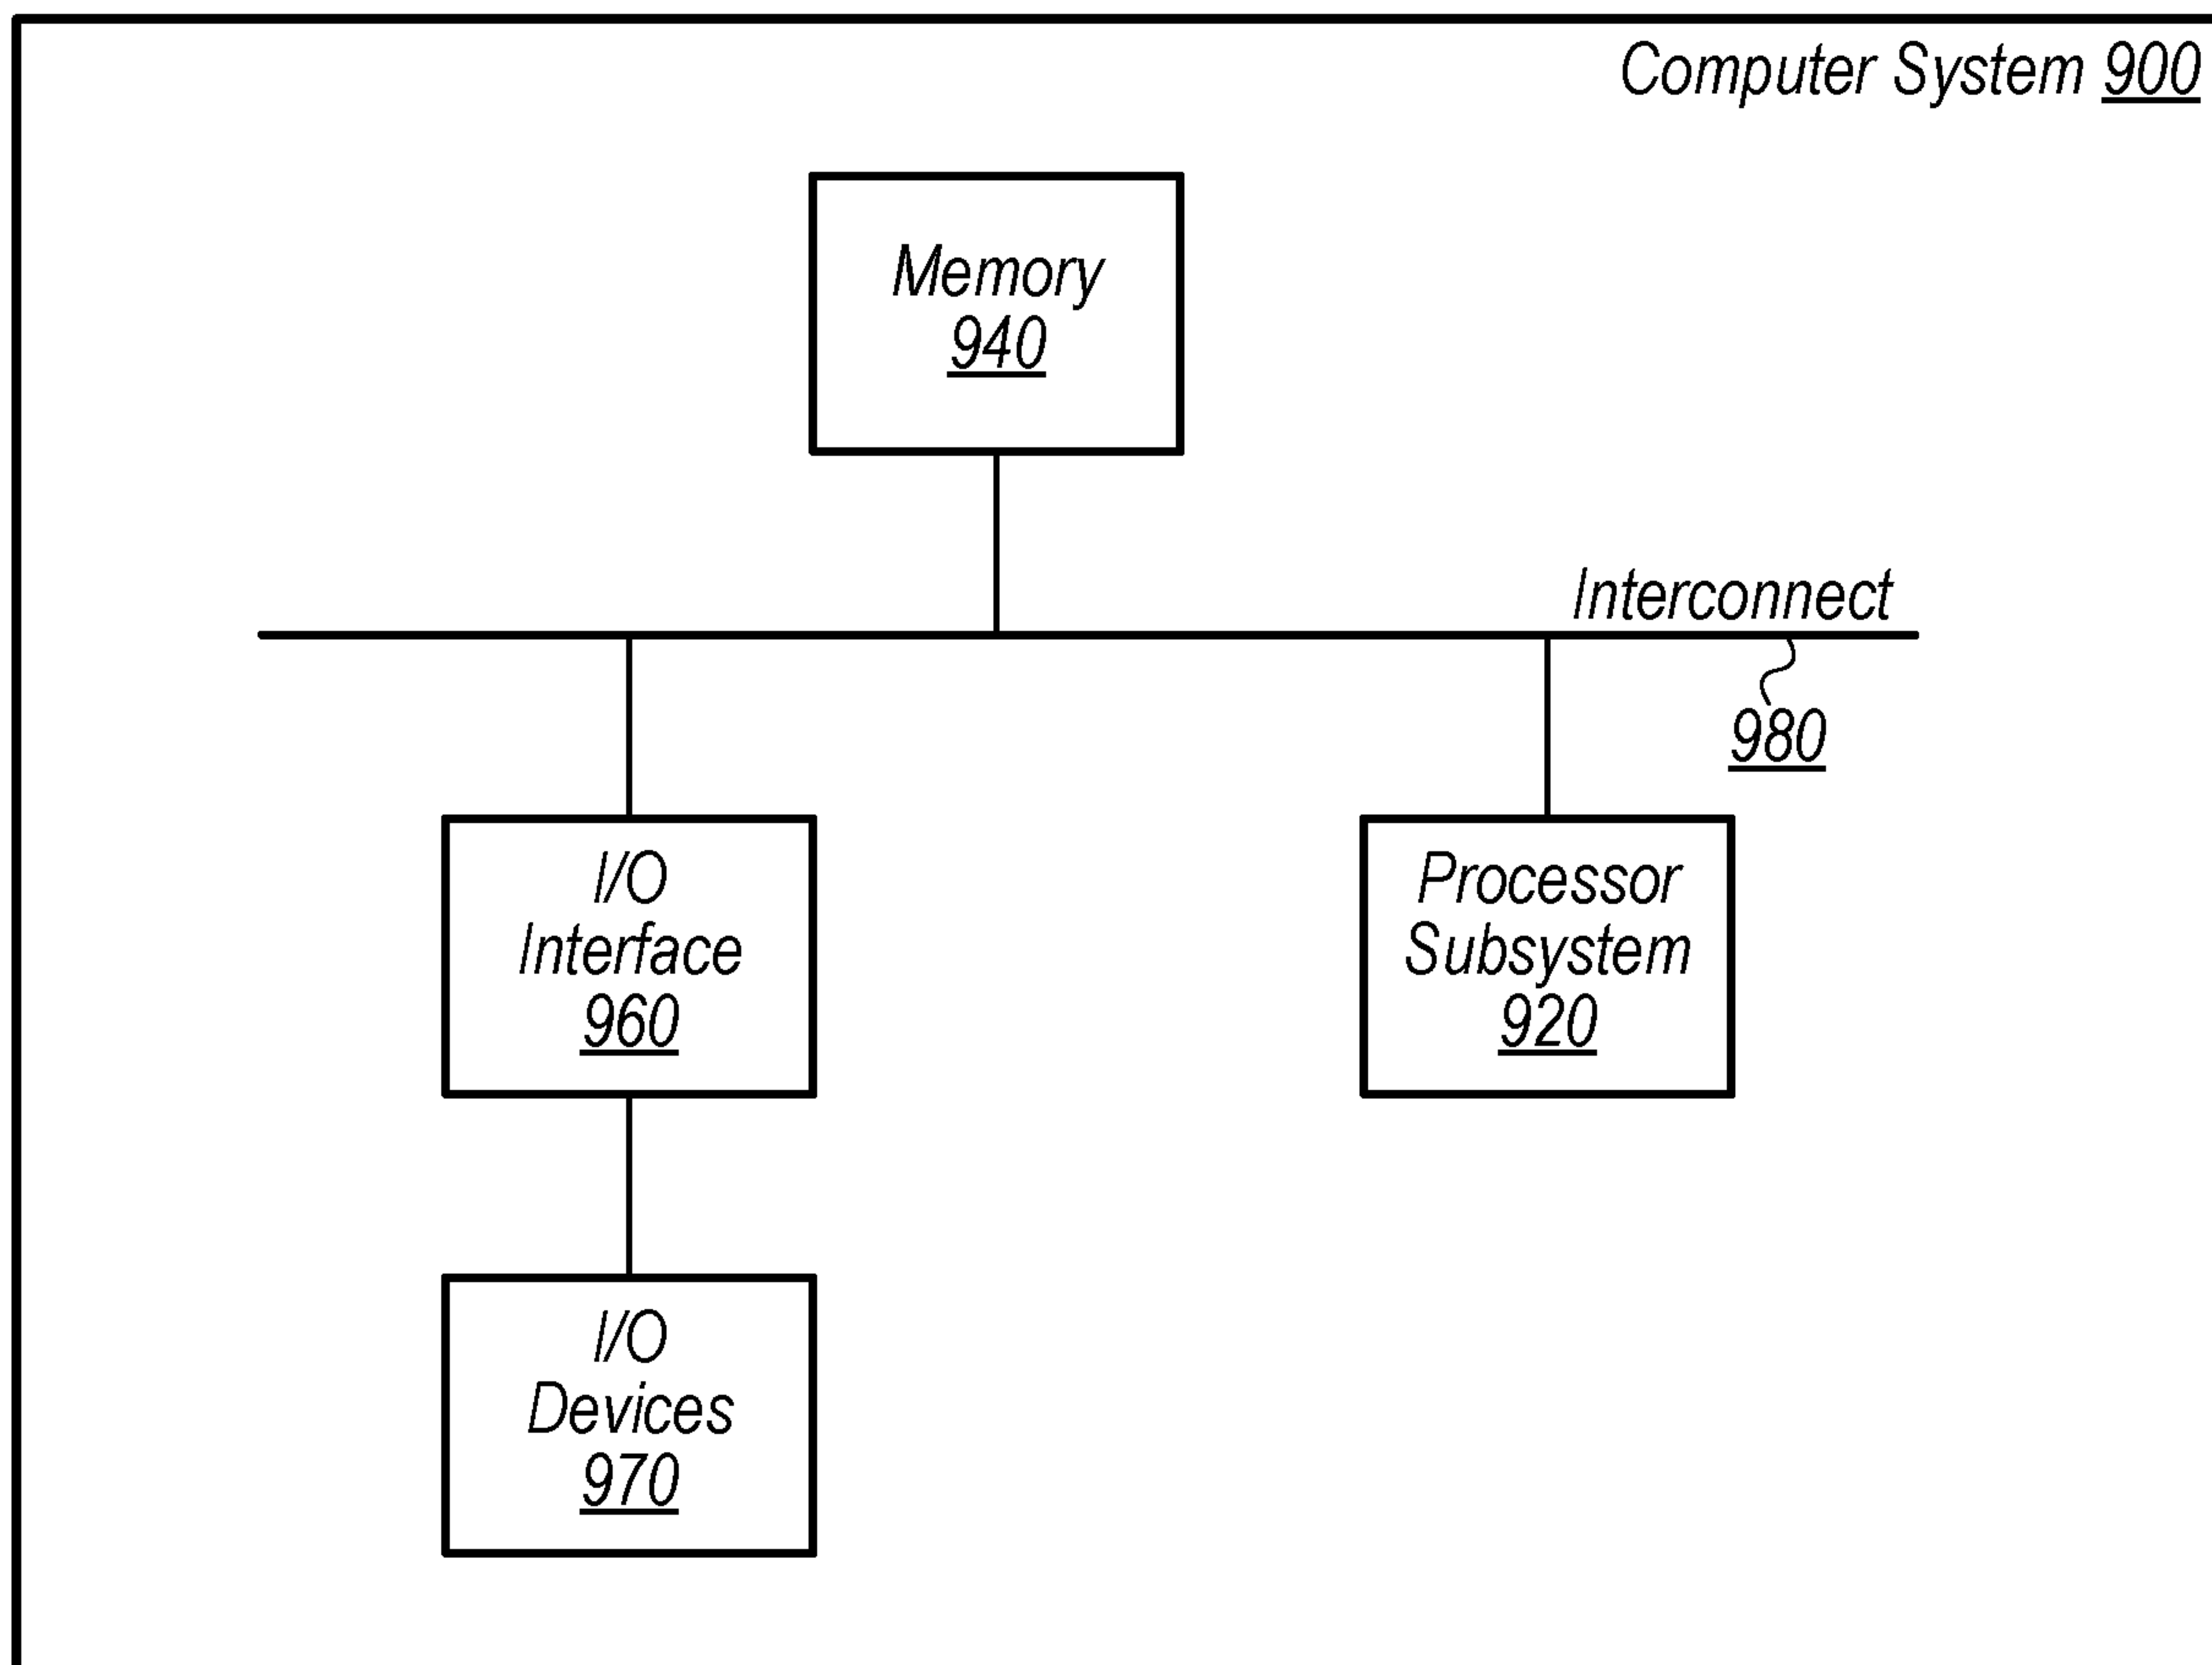 Computer System 900
Memory
940
Interconnect
980
I/O
Interface
960
Processor
Subsystem
920
I/O
Devices
970